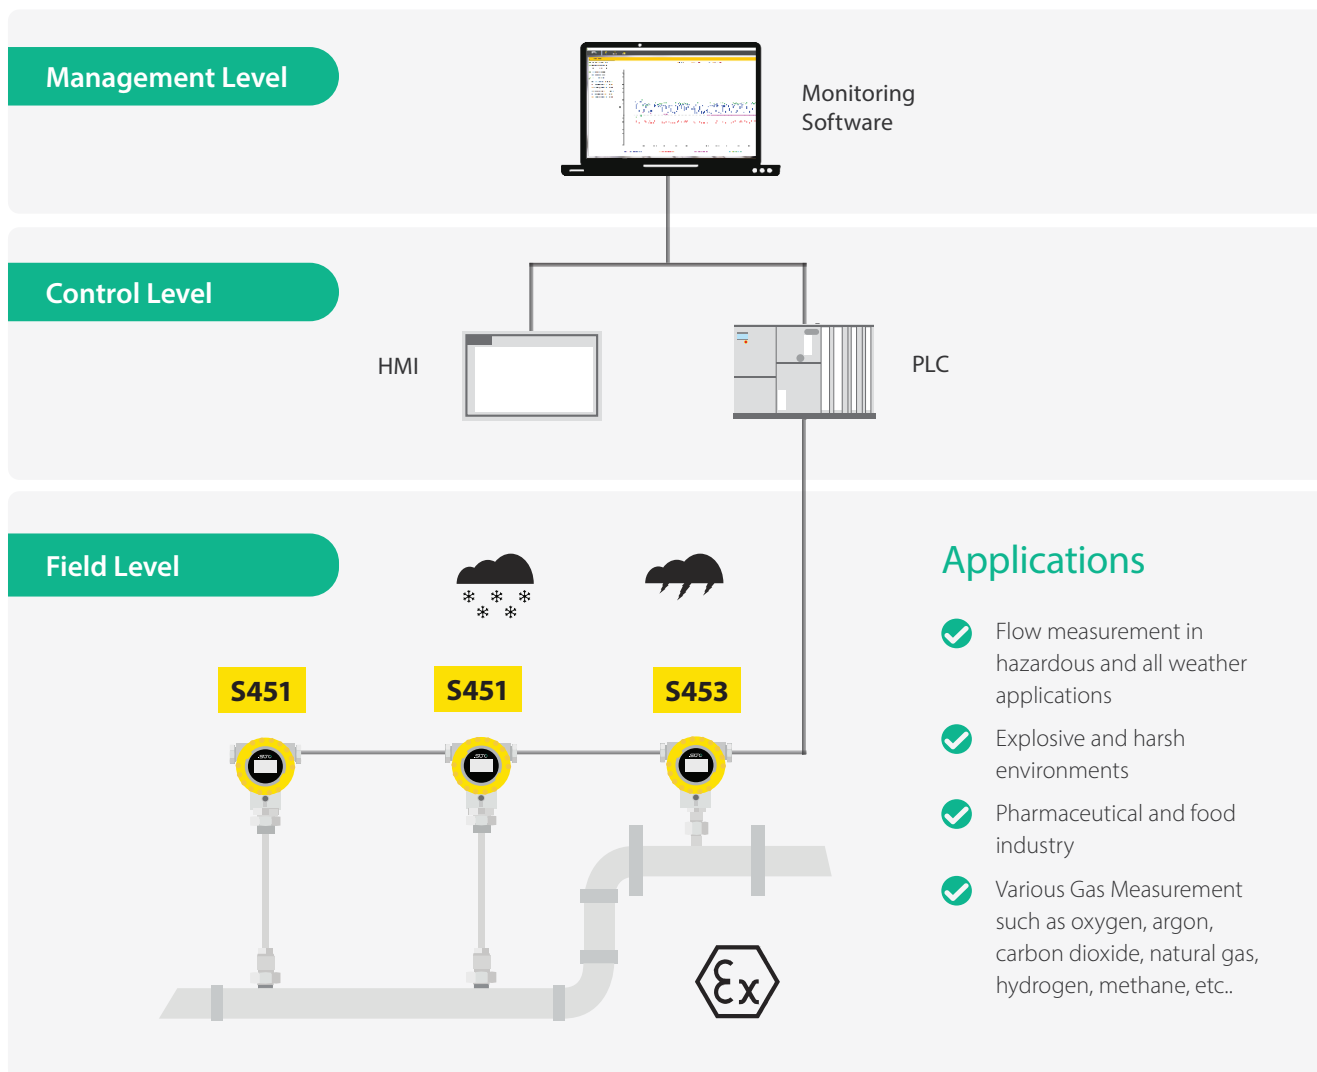 Management Level
Monitoring
Software
Control Level
HMI
PLC
Field Level
Applications
Flow measurement in
hazardous and all weather
applications
S451
S451
S453
Explosive and harsh
environments
Pharmaceutical and food
industry
Various Gas Measurement
such as oxygen, argon,
carbon dioxide, natural gas,
hydrogen, methane, etc..
Ex